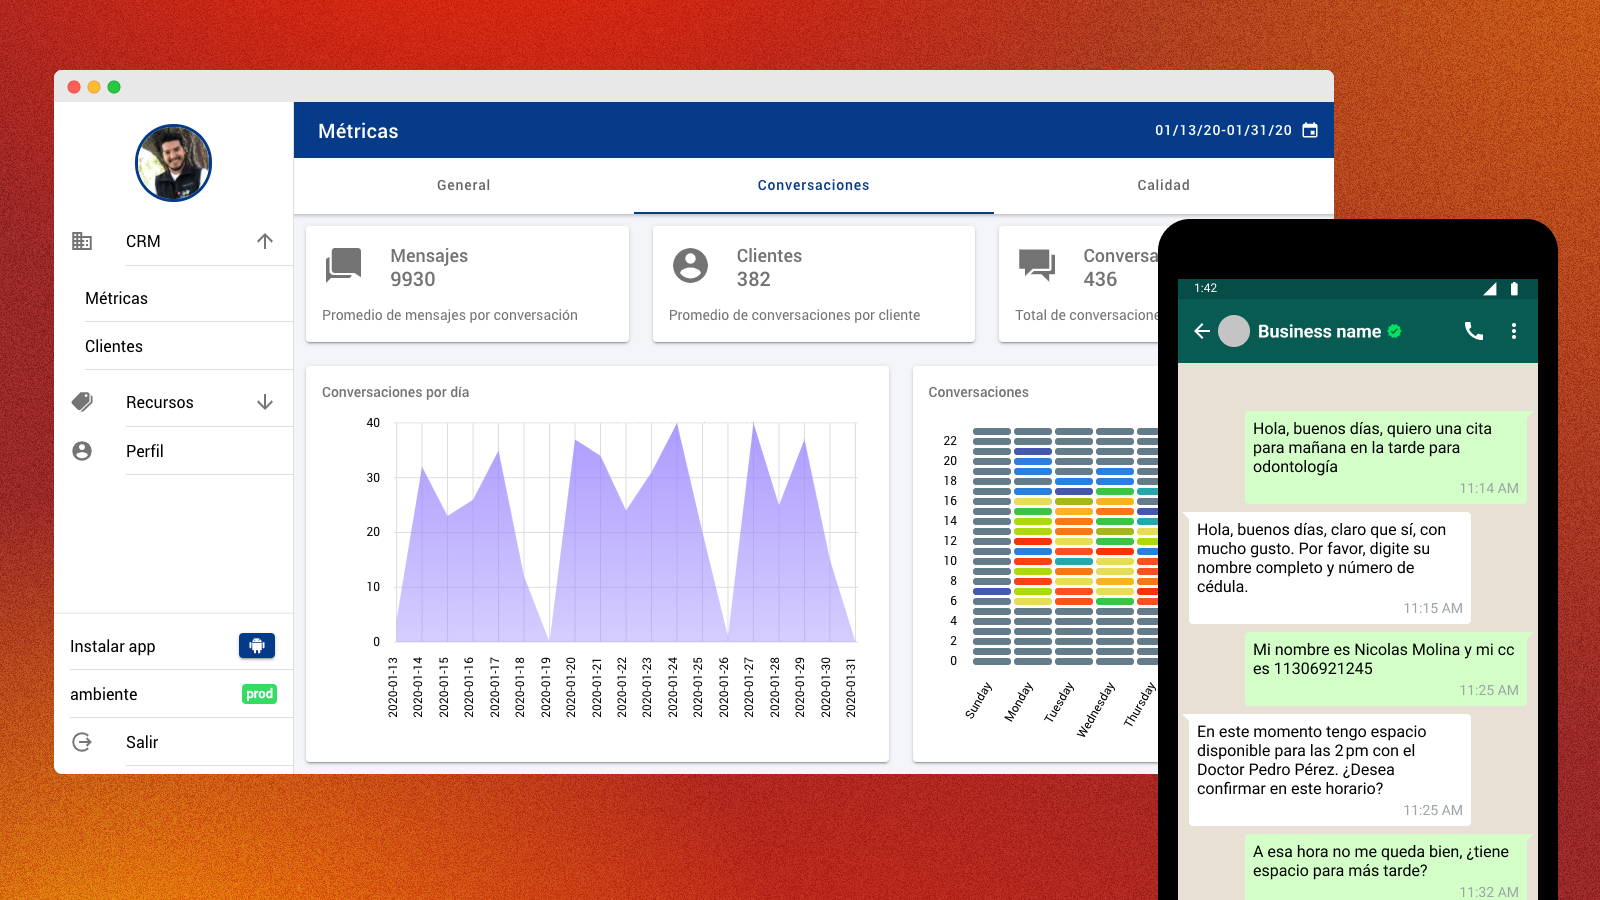 Métricas
01/13/20-01/31/20
General
Conversaciones
Calidad
CRM
Métricas
Clientes
Recursos
Perfil
Instalar app
ambiente
prod
Salir
Mensajes
9930
Promedio de mensajes por conversación
Clientes
382
Promedio de conversaciones por cliente
Conversa
436
Total de conversacione
Conversaciones por día
40
30
20
10
0
2020-01-13
2020-01-14
2020-01-15
2020-01-16
2020-01-17
2020-01-18
2020-01-19
2020-01-20
2020-01-21
2020-01-22
2020-01-23
2020-01-24
2020-01-25
2020-01-26
2020-01-27
2020-01-28
2020-01-29
2020-01-30
2020-01-31
Conversaciones
22
20
18
16
14
12
10
8
6
4
2
0
Sunday
Monday
Tuesday
Wednesday
Thursday
1:42
Business name
Hola, buenos días, quiero una cita
para mañana en la tarde para
odontología
11:14 AM
Hola, buenos días, claro que sí, con
mucho gusto. Por favor, digite su
nombre completo y número de
cédula.
11:15 AM
Mi nombre es Nicolas Molina y mi cc
es 11306921245
11:25 AM
En este momento tengo espacio
disponible para las 2 pm con el
Doctor Pedro Pérez. ¿Desea
confirmar en este horario?
11:25 AM
A esa hora no me queda bien, ¿tiene
espacio para más tarde?
11:32 AM